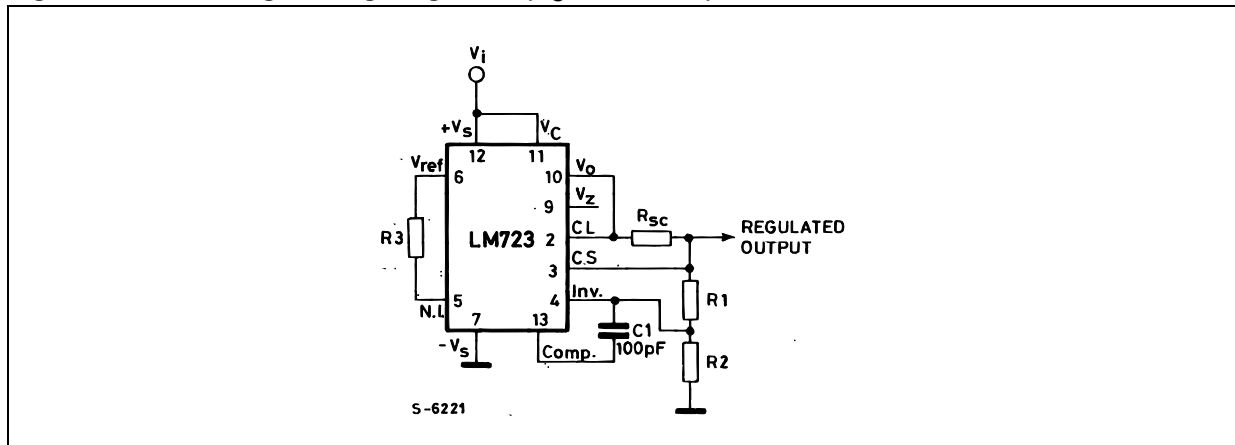 Vi
+Vs
VC
12
11
Vref
6
10
Vo
9
Vz
R3
LM723
2
CL
Rsc
REGULATED
OUTPUT
3
CS
5
N.I
4
Inv.
R1
7
13
C1
100pF
-Vs
Comp.
R2
S-6221